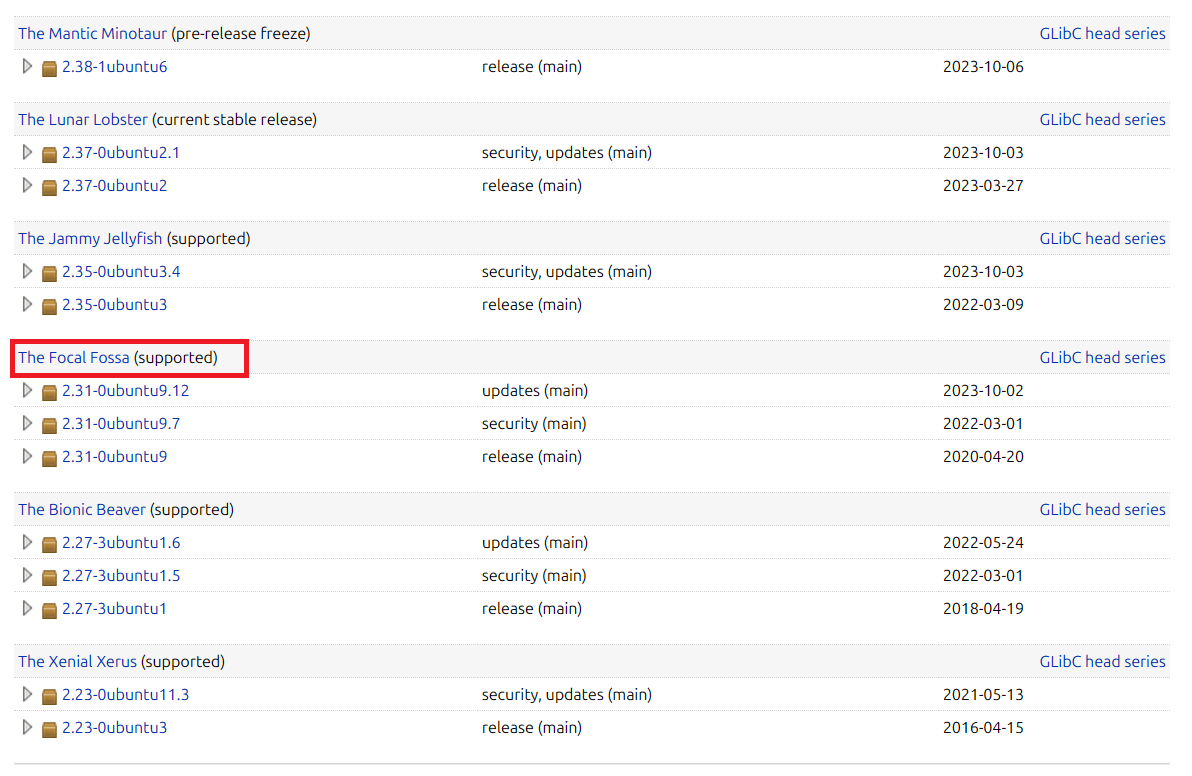 The Mantic Minotaur (pre-release freeze) GLibC head series
2.38-1ubuntu6 release (main) 2023-10-06
The Lunar Lobster (current stable release) GLibC head series
2.37-0ubuntu2.1 security, updates (main) 2023-10-03
2.37-0ubuntu2 release (main) 2023-03-27
The Jammy Jellyfish (supported) GLibC head series
2.35-0ubuntu3.4 security, updates (main) 2023-10-03
2.35-0ubuntu3 release (main) 2022-03-09
The Focal Fossa (supported) GLibC head series
2.31-0ubuntu9.12 updates (main) 2023-10-02
2.31-0ubuntu9.7 security (main) 2022-03-01
2.31-0ubuntu9 release (main) 2020-04-20
The Bionic Beaver (supported) GLibC head series
2.27-3ubuntu1.6 updates (main) 2022-05-24
2.27-3ubuntu1.5 security (main) 2022-03-01
2.27-3ubuntu1 release (main) 2018-04-19
The Xenial Xerus (supported) GLibC head series
2.23-0ubuntu11.3 security, updates (main) 2021-05-13
2.23-0ubuntu3 release (main) 2016-04-15